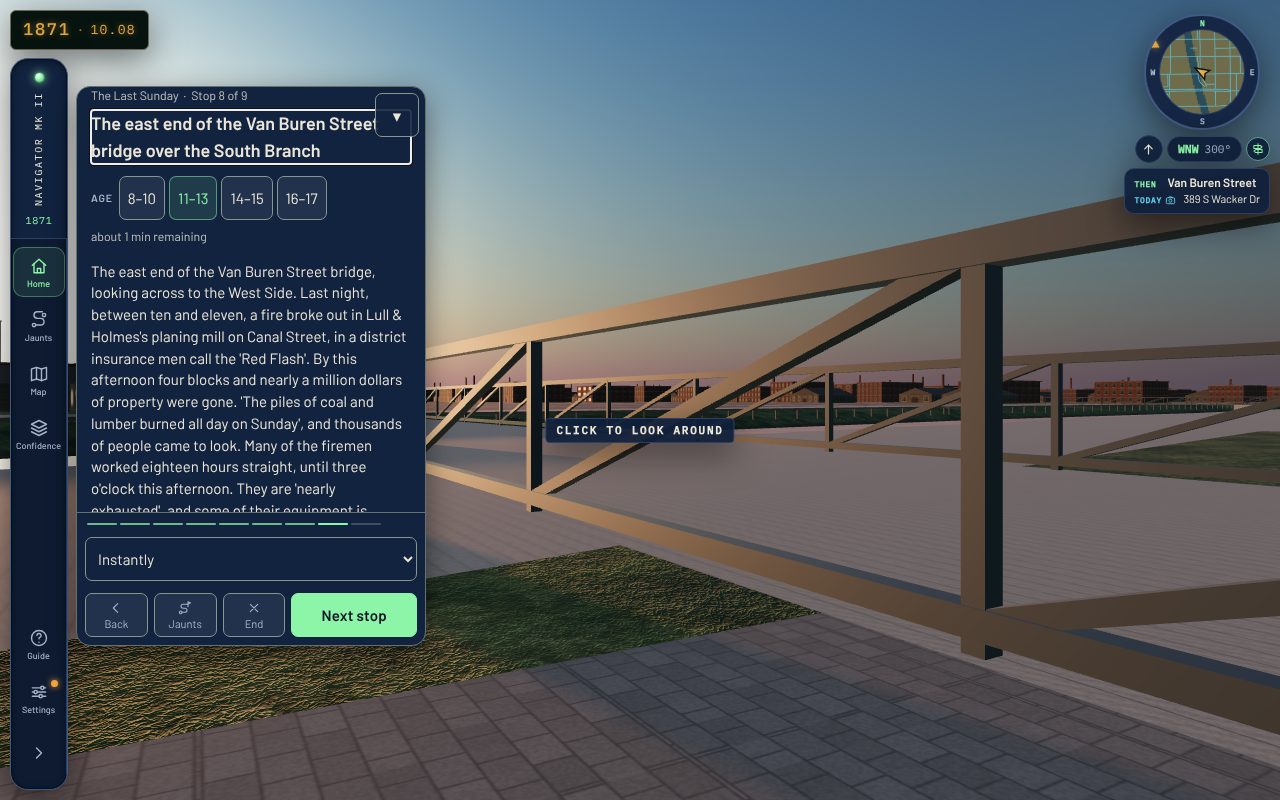 1871 · 10.08
NAVIGATOR MK II
1871
Home
Jaunts
Map
Confidence
Guide
Settings
The Last Sunday · Stop 8 of 9
The east end of the Van Buren Street
bridge over the South Branch
▼
AGE 8–10 11–13 14–15 16–17
about 1 min remaining
The east end of the Van Buren Street bridge,
looking across to the West Side. Last night,
between ten and eleven, a fire broke out in Lull &
Holmes's planing mill on Canal Street, in a district
insurance men call the 'Red Flash'. By this
afternoon four blocks and nearly a million dollars
of property were gone. 'The piles of coal and
lumber burned all day on Sunday', and thousands
of people came to look. Many of the firemen
worked eighteen hours straight, until three
o'clock this afternoon. They are 'nearly
exhausted', and some of their equipment is
Instantly
Back
Jaunts
End
Next stop
CLICK TO LOOK AROUND
N
W
E
S
WNW 300°
THEN Van Buren Street
TODAY 389 S Wacker Dr